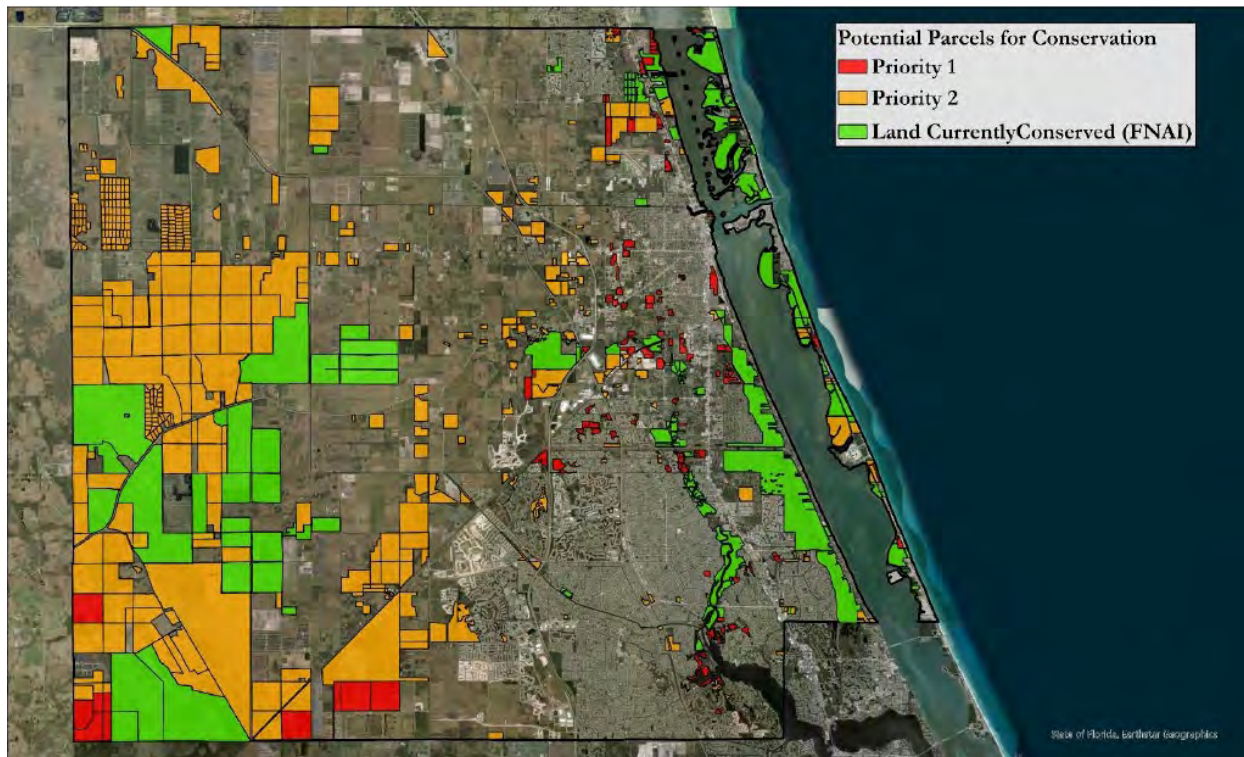 Potential Parcels for Conservation
Priority 1
Priority 2
Land CurrentlyConserved (FNAI)
State of Florida, Earthstar Geographics